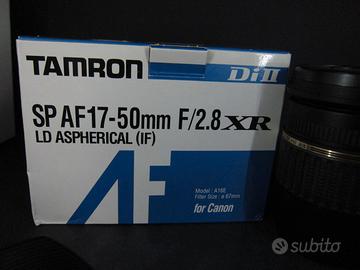 TAMRON
Di II
SP AF17-50mm F/2.8 XR
LD ASPHERICAL (IF)
AF
Model : A16E
Filter Size : ø 67mm
for Canon
subito